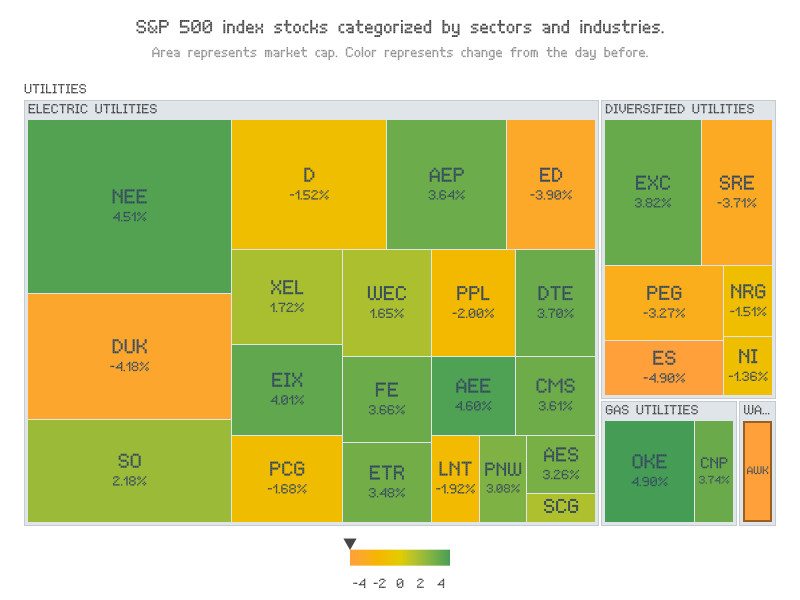 S&P 500 index stocks categorized by sectors and industries.
Area represents market cap. Color represents change from the day before.
UTILITIES
ELECTRIC UTILITIES
NEE
4.51%
DUK
-4.18%
SO
2.18%
D
-1.52%
AEP
3.64%
ED
-3.90%
XEL
1.72%
WEC
1.65%
PPL
-2.00%
DTE
3.70%
EIX
4.01%
FE
3.66%
AEE
4.60%
CMS
3.61%
PCG
-1.68%
ETR
3.48%
LNT
-1.92%
PNW
3.08%
AES
3.26%
SCG
DIVERSIFIED UTILITIES
EXC
3.82%
SRE
-3.71%
PEG
-3.27%
NRG
-1.51%
ES
-4.90%
NI
-1.36%
GAS UTILITIES
OKE
4.90%
CNP
3.74%
WA...
AWK
-4 -2 0 2 4